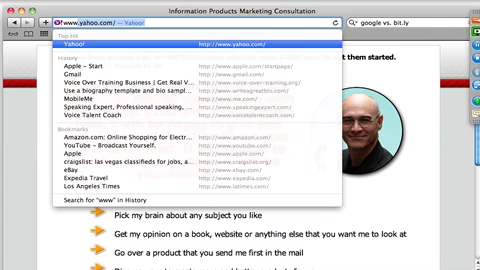 Information Products Marketing Consultation
www.yahoo.com/ — Yahoo!
google vs. bit.ly
Top Hit
Yahoo! http://www.yahoo.com/
History
Apple – Start http://www.apple.com/startpage/
Gmail http://www.gmail.com/
Voice Over Training Business | Get Real V... http://www.voice-over-training.org/
Use a biography template and bio sampl... http://www.writeagreatbio.com/
MobileMe http://www.me.com/
Speaking Expert, Professional speaking, ... http://www.speakingexpert.com/
Voice Talent Coach http://www.voicetalentcoach.com/
Bookmarks
Amazon.com: Online Shopping for Electr... http://www.amazon.com/
YouTube – Broadcast Yourself. http://www.youtube.com/
Apple http://www.apple.com/
craigslist: las vegas classifieds for jobs, a... http://www.craigslist.org/
eBay http://www.ebay.com/
Expedia Travel http://www.expedia.com/
Los Angeles Times http://www.latimes.com/
Search for "www" in History
t them started.
Pick my brain about any subject you like
Get my opinion on a book, website or anything else that you want me to look at
Go over a product that you send me first in the mail